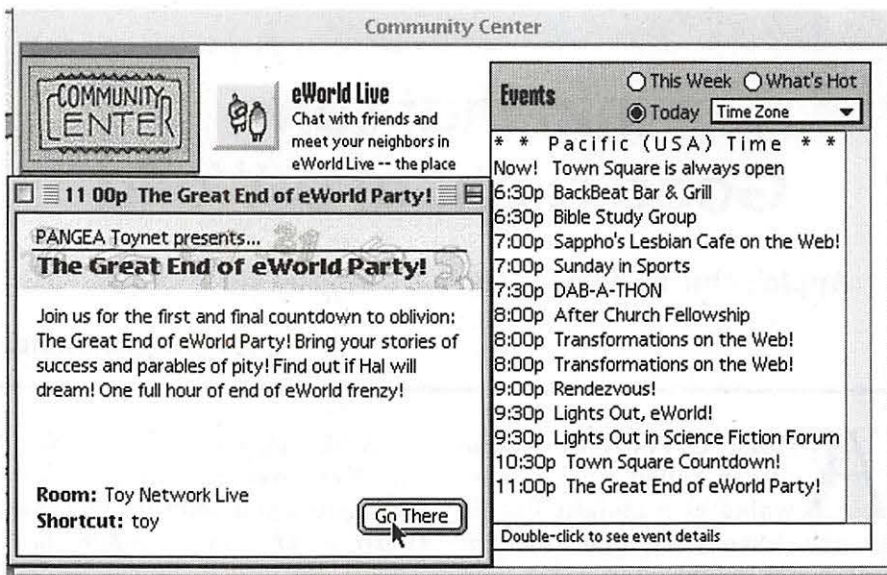 Community Center
COMMUNITY
CENTER
eWorld Live
Chat with friends and
meet your neighbors in
eWorld Live -- the place
Events
This Week
What's Hot
Today
Time Zone
* * Pacific (USA) Time * *
Now! Town Square is always open
6:30p BackBeat Bar & Grill
6:30p Bible Study Group
7:00p Sappho's Lesbian Cafe on the Web!
7:00p Sunday in Sports
7:30p DAB-A-THON
8:00p After Church Fellowship
8:00p Transformations on the Web!
8:00p Transformations on the Web!
9:00p Rendezvous!
9:30p Lights Out, eWorld!
9:30p Lights Out in Science Fiction Forum
10:30p Town Square Countdown!
11:00p The Great End of eWorld Party!
Double-click to see event details
11 00p The Great End of eWorld Party!
PANGEA Toynet presents...
The Great End of eWorld Party!
Join us for the first and final countdown to oblivion:
The Great End of eWorld Party! Bring your stories of
success and parables of pity! Find out if Hal will
dream! One full hour of end of eWorld frenzy!
Room: Toy Network Live
Shortcut: toy
Go There